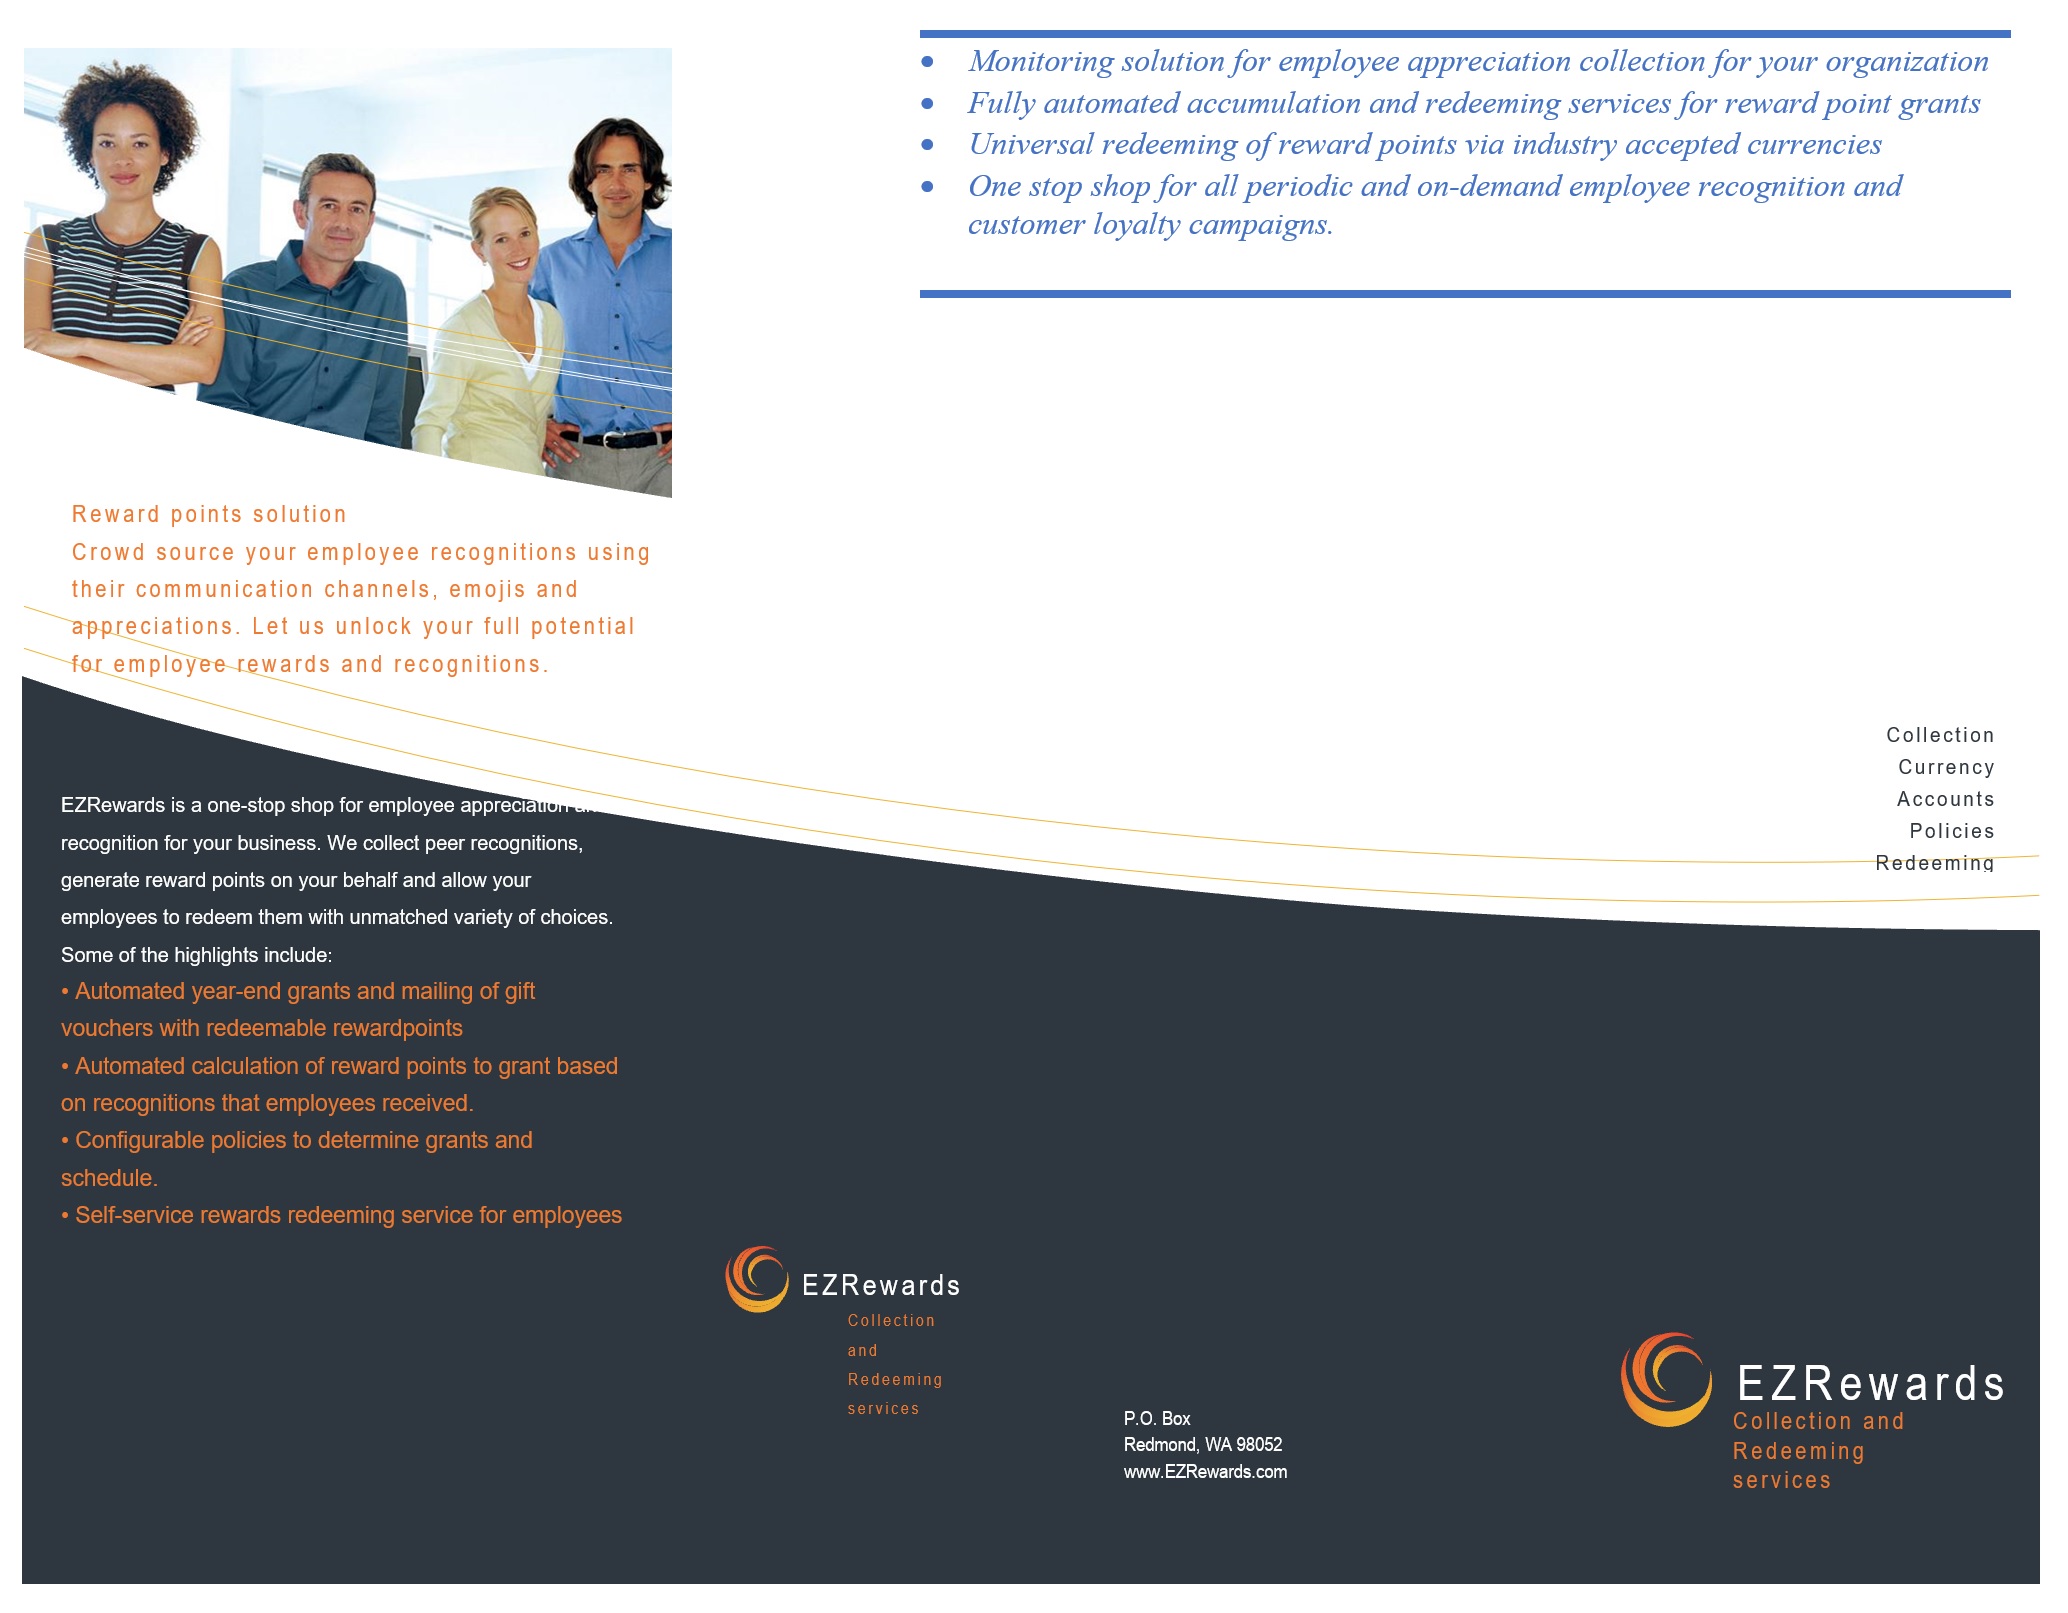 • Monitoring solution for employee appreciation collection for your organization
• Fully automated accumulation and redeeming services for reward point grants
• Universal redeeming of reward points via industry accepted currencies
• One stop shop for all periodic and on-demand employee recognition and
customer loyalty campaigns.
Reward points solution
Crowd source your employee recognitions using
their communication channels, emojis and
appreciations. Let us unlock your full potential
for employee rewards and recognitions.
Collection
Currency
Accounts
Policies
Redeeming
EZRewards is a one-stop shop for employee appreciation
recognition for your business. We collect peer recognitions,
generate reward points on your behalf and allow your
employees to redeem them with unmatched variety of choices.
Some of the highlights include:
• Automated year-end grants and mailing of gift
vouchers with redeemable rewardpoints
• Automated calculation of reward points to grant based
on recognitions that employees received.
• Configurable policies to determine grants and
schedule.
• Self-service rewards redeeming service for employees
EZRewards
Collection
and
Redeeming
services
P.O. Box
Redmond, WA 98052
www.EZRewards.com
EZRewards
Collection and
Redeeming
services